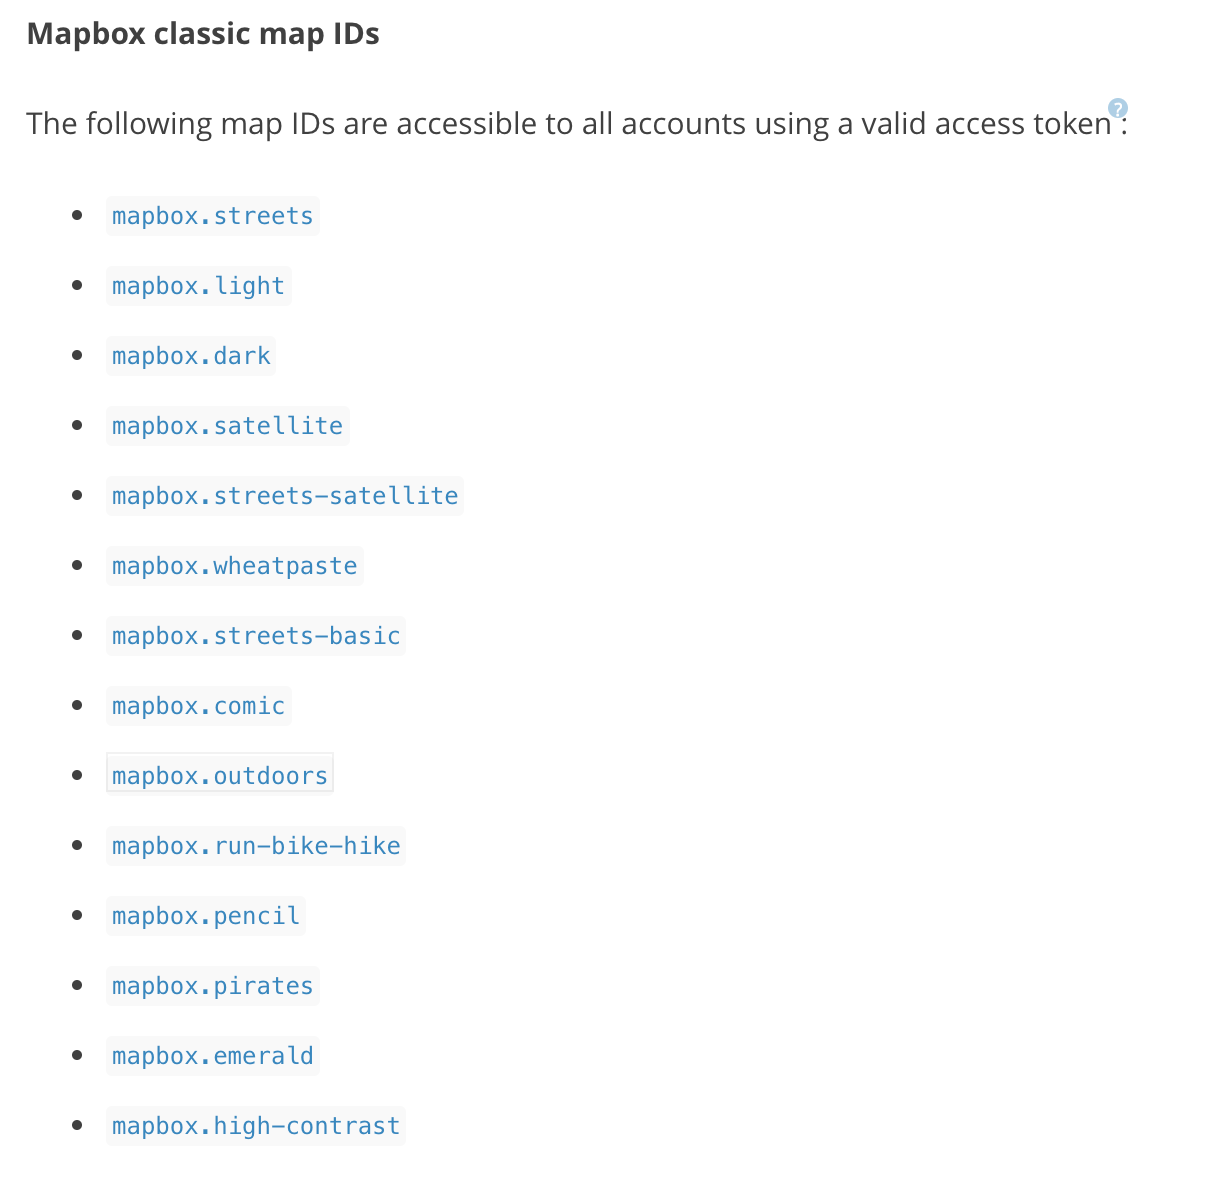 Mapbox classic map IDs
The following map IDs are accessible to all accounts using a valid access token ? :
• mapbox.streets
• mapbox.light
• mapbox.dark
• mapbox.satellite
• mapbox.streets-satellite
• mapbox.wheatpaste
• mapbox.streets-basic
• mapbox.comic
• mapbox.outdoors
• mapbox.run-bike-hike
• mapbox.pencil
• mapbox.pirates
• mapbox.emerald
• mapbox.high-contrast